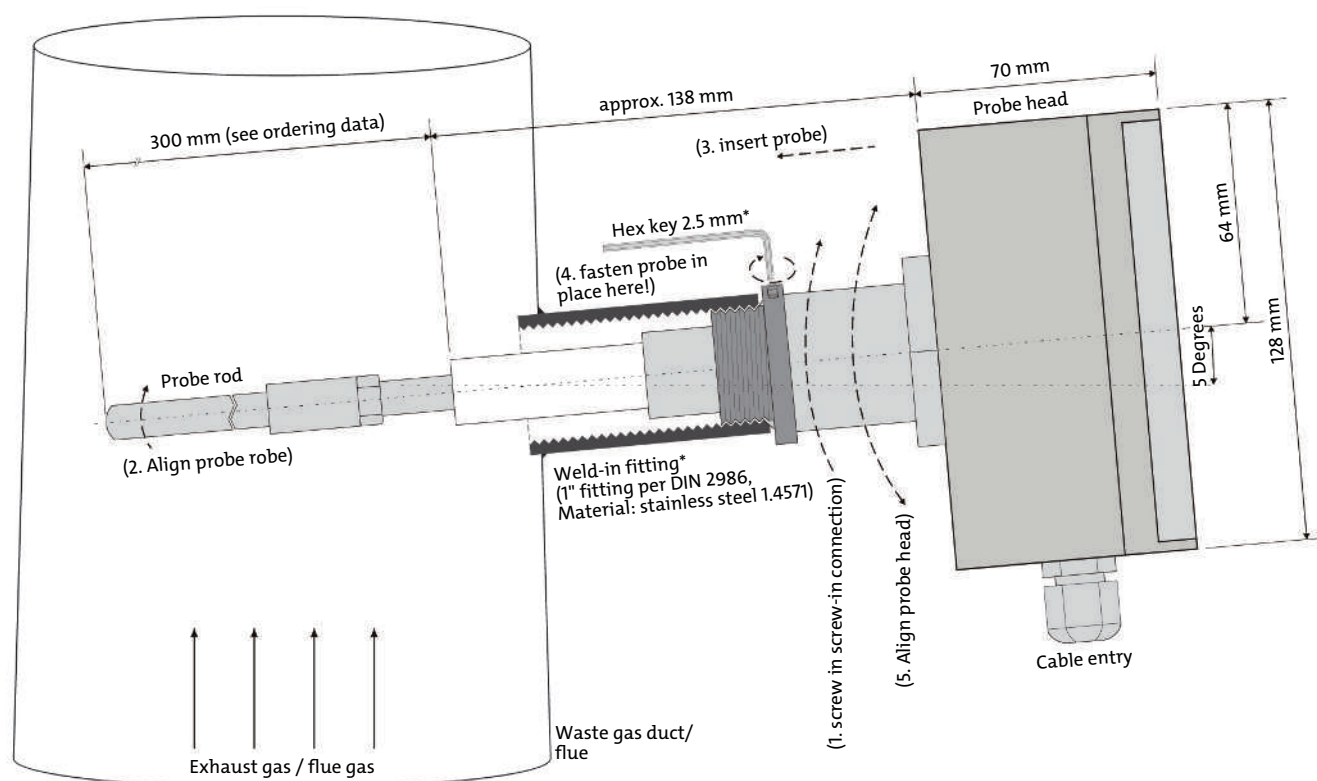 70 mm
approx. 138 mm
Probe head
300 mm (see ordering data)
(3. insert probe)
64 mm
Hex key 2.5 mm*
(4. fasten probe in
place here!)
128 mm
5 Degrees
Probe rod
(2. Align probe robe)
Weld-in fitting*
(1" fitting per DIN 2986,
Material: stainless steel 1.4571)
(1. screw in screw-in connection)
(5. Align probe head)
Cable entry
Waste gas duct/
flue
Exhaust gas / flue gas